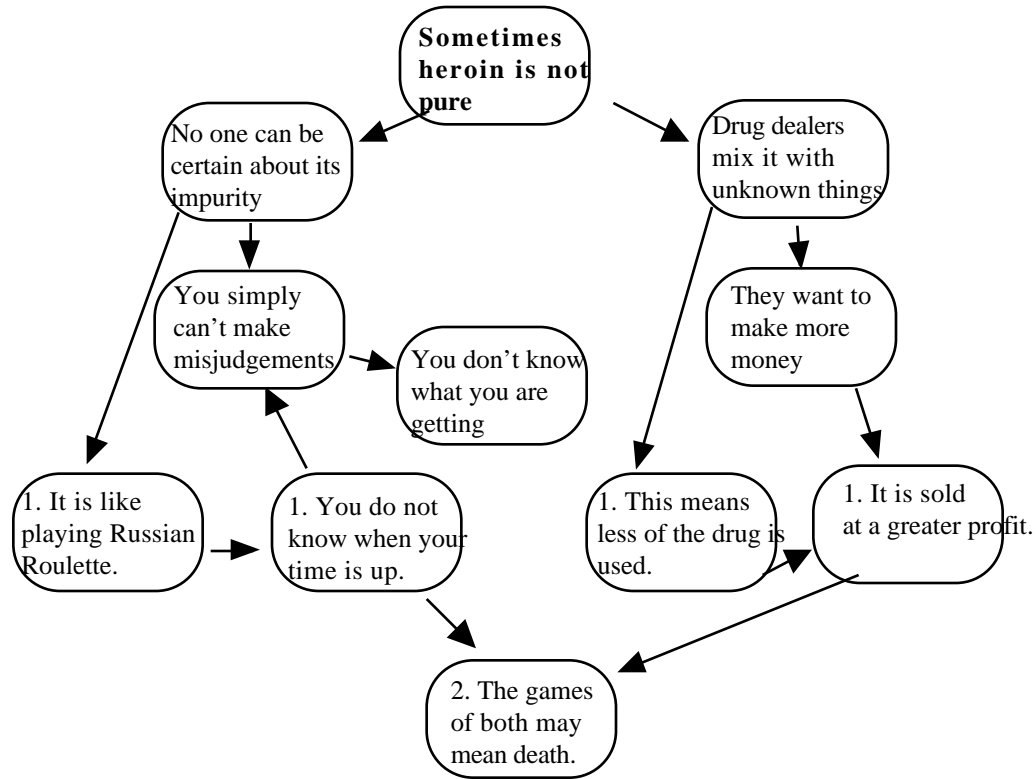 Sometimes
heroin is not
pure
No one can be
certain about its
impurity
Drug dealers
mix it with
unknown things
You simply
can’t make
misjudgements
You don’t know
what you are
getting
They want to
make more
money
1. It is like
playing Russian
Roulette.
1. You do not
know when your
time is up.
1. This means
less of the drug is
used.
1. It is sold
at a greater profit.
2. The games
of both may
mean death.